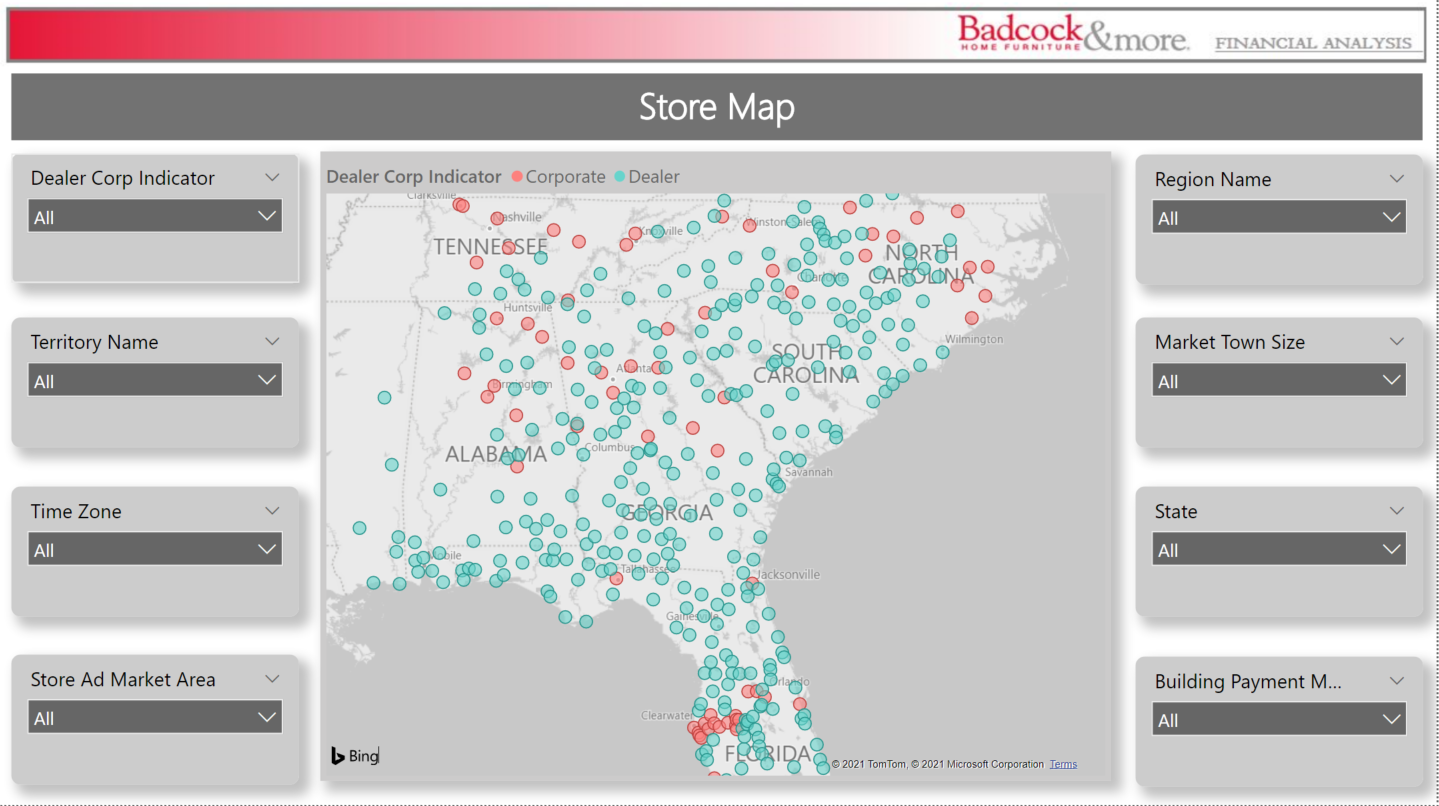 Badcock &more.
HOME FURNITURE
FINANCIAL ANALYSIS
Store Map
Dealer Corp Indicator
All
Territory Name
All
Time Zone
All
Store Ad Market Area
All
Dealer Corp Indicator Corporate Dealer
Clarksville
Nashville
Knoxville
Winston-Salem
TENNESSEE
NORTH
CAROLINA
Charlotte
Huntsville
Wilmington
SOUTH
CAROLINA
Atlanta
Birmingham
ALABAMA
Columbus
Savannah
GEORGIA
Mobile
Tallahassee
Jacksonville
Gainesville
Orlando
Clearwater
FLORIDA
Bing
© 2021 TomTom, © 2021 Microsoft Corporation Terms
Region Name
All
Market Town Size
All
State
All
Building Payment M...
All